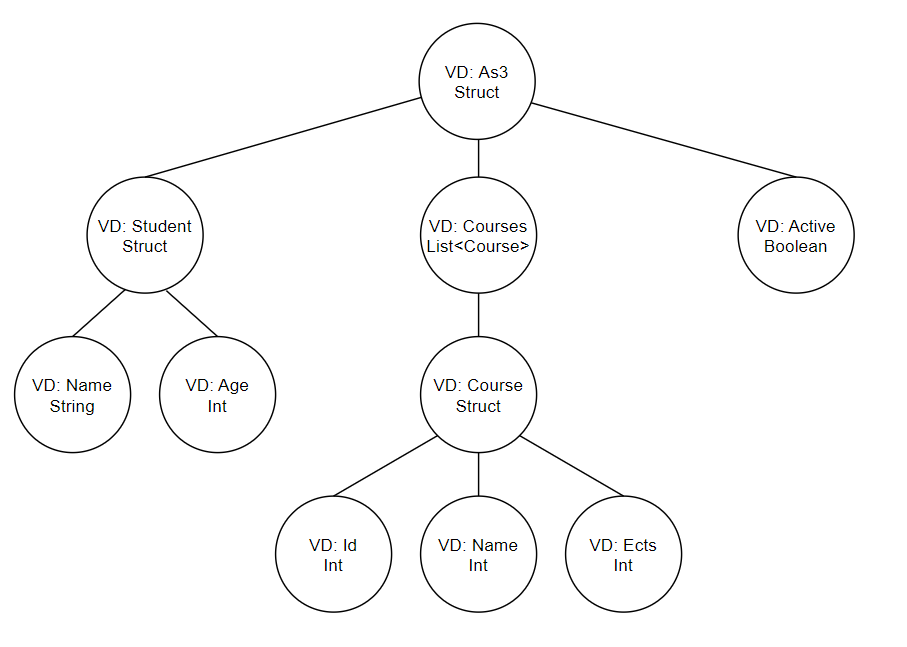 VD: As3
Struct
VD: Student
Struct
VD: Courses
List<Course>
VD: Active
Boolean
VD: Name
String
VD: Age
Int
VD: Course
Struct
VD: Id
Int
VD: Name
Int
VD: Ects
Int